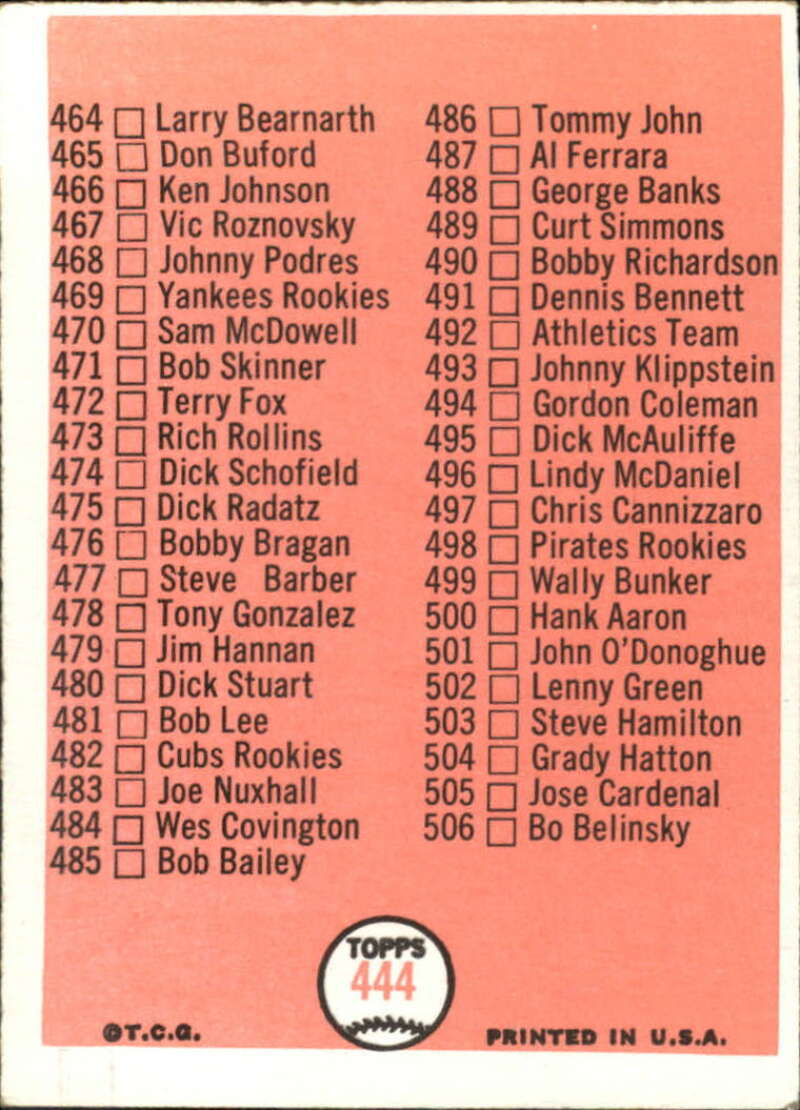 464 □ Larry Bearnarth
465 □ Don Buford
466 □ Ken Johnson
467 □ Vic Roznovsky
468 □ Johnny Podres
469 □ Yankees Rookies
470 □ Sam McDowell
471 □ Bob Skinner
472 □ Terry Fox
473 □ Rich Rollins
474 □ Dick Schofield
475 □ Dick Radatz
476 □ Bobby Bragan
477 □ Steve Barber
478 □ Tony Gonzalez
479 □ Jim Hannan
480 □ Dick Stuart
481 □ Bob Lee
482 □ Cubs Rookies
483 □ Joe Nuxhall
484 □ Wes Covington
485 □ Bob Bailey
486 □ Tommy John
487 □ Al Ferrara
488 □ George Banks
489 □ Curt Simmons
490 □ Bobby Richardson
491 □ Dennis Bennett
492 □ Athletics Team
493 □ Johnny Klippstein
494 □ Gordon Coleman
495 □ Dick McAuliffe
496 □ Lindy McDaniel
497 □ Chris Cannizzaro
498 □ Pirates Rookies
499 □ Wally Bunker
500 □ Hank Aaron
501 □ John O'Donoghue
502 □ Lenny Green
503 □ Steve Hamilton
504 □ Grady Hatton
505 □ Jose Cardenal
506 □ Bo Belinsky
TOPPS
444
©T.C.G.
PRINTED IN U.S.A.